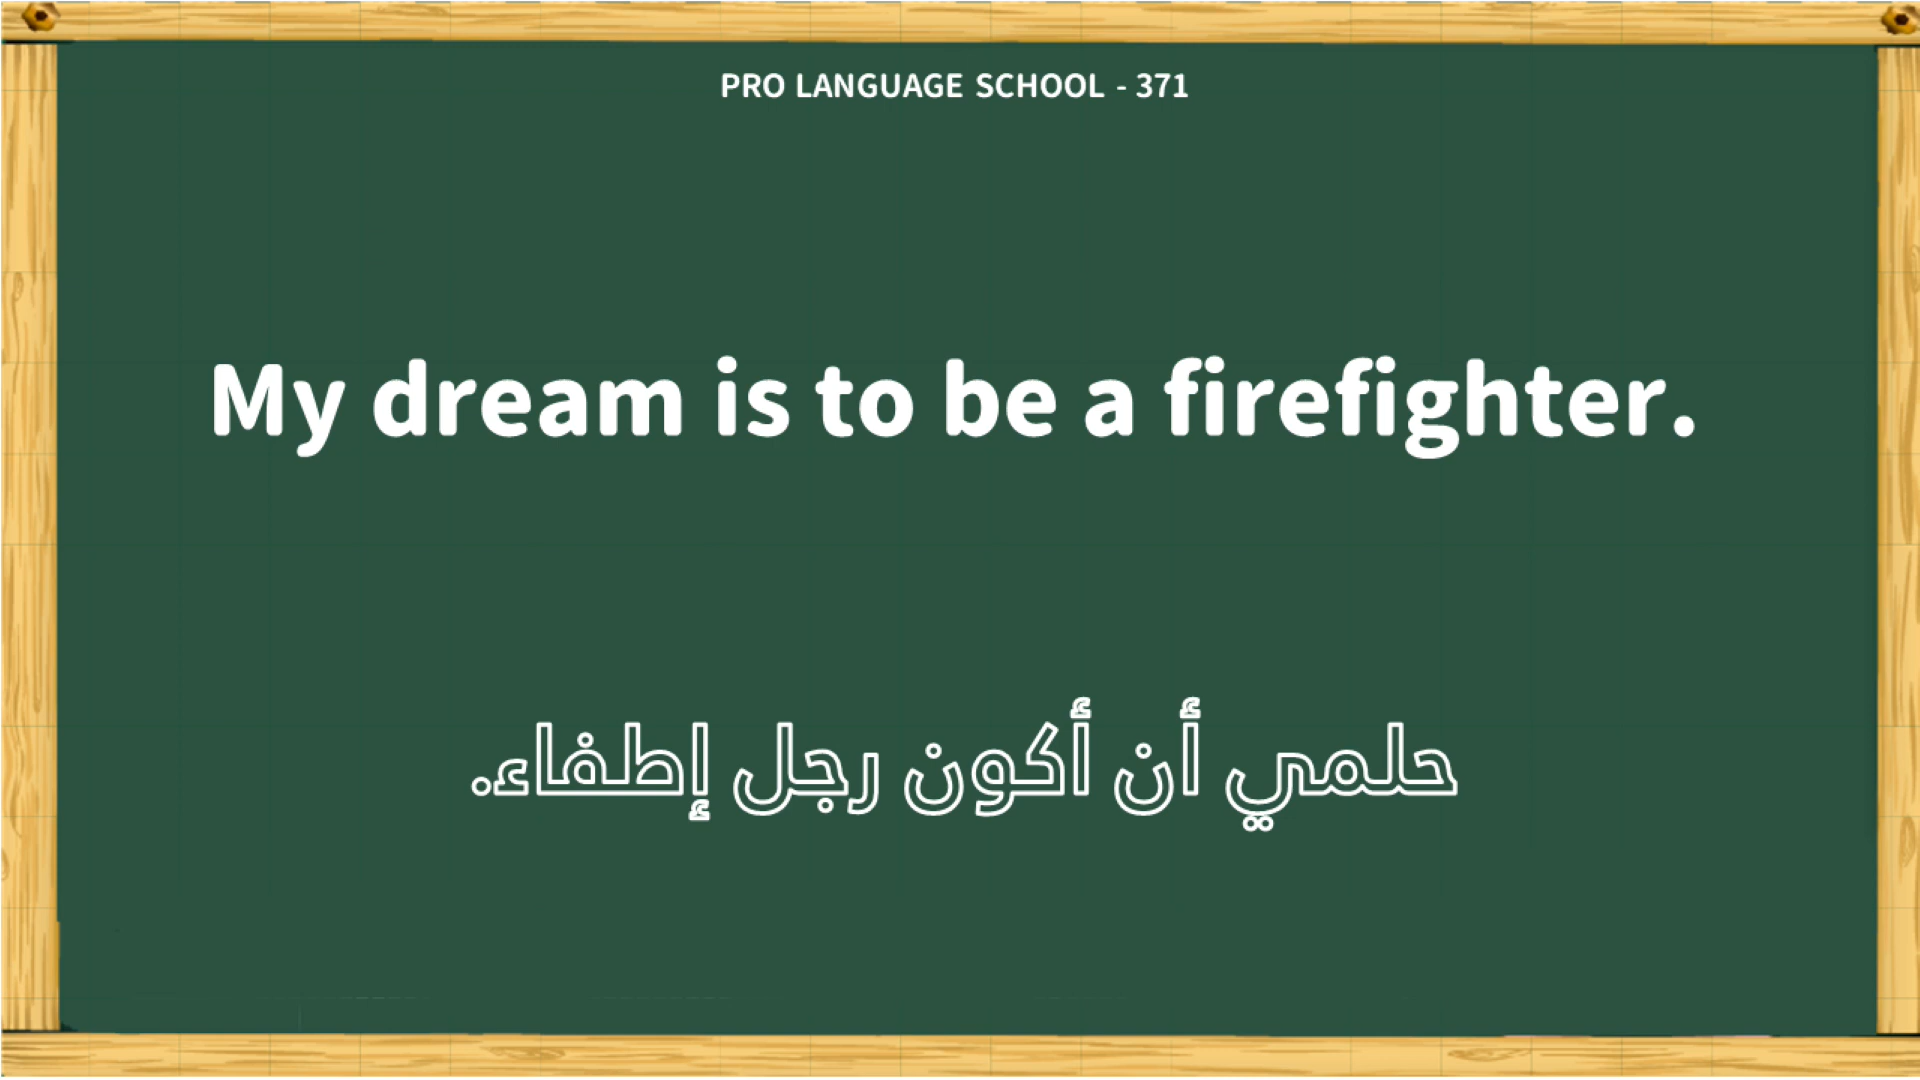 PRO LANGUAGE SCHOOL - 371
My dream is to be a firefighter.
حلمي أن أكون رجل إطفاء.